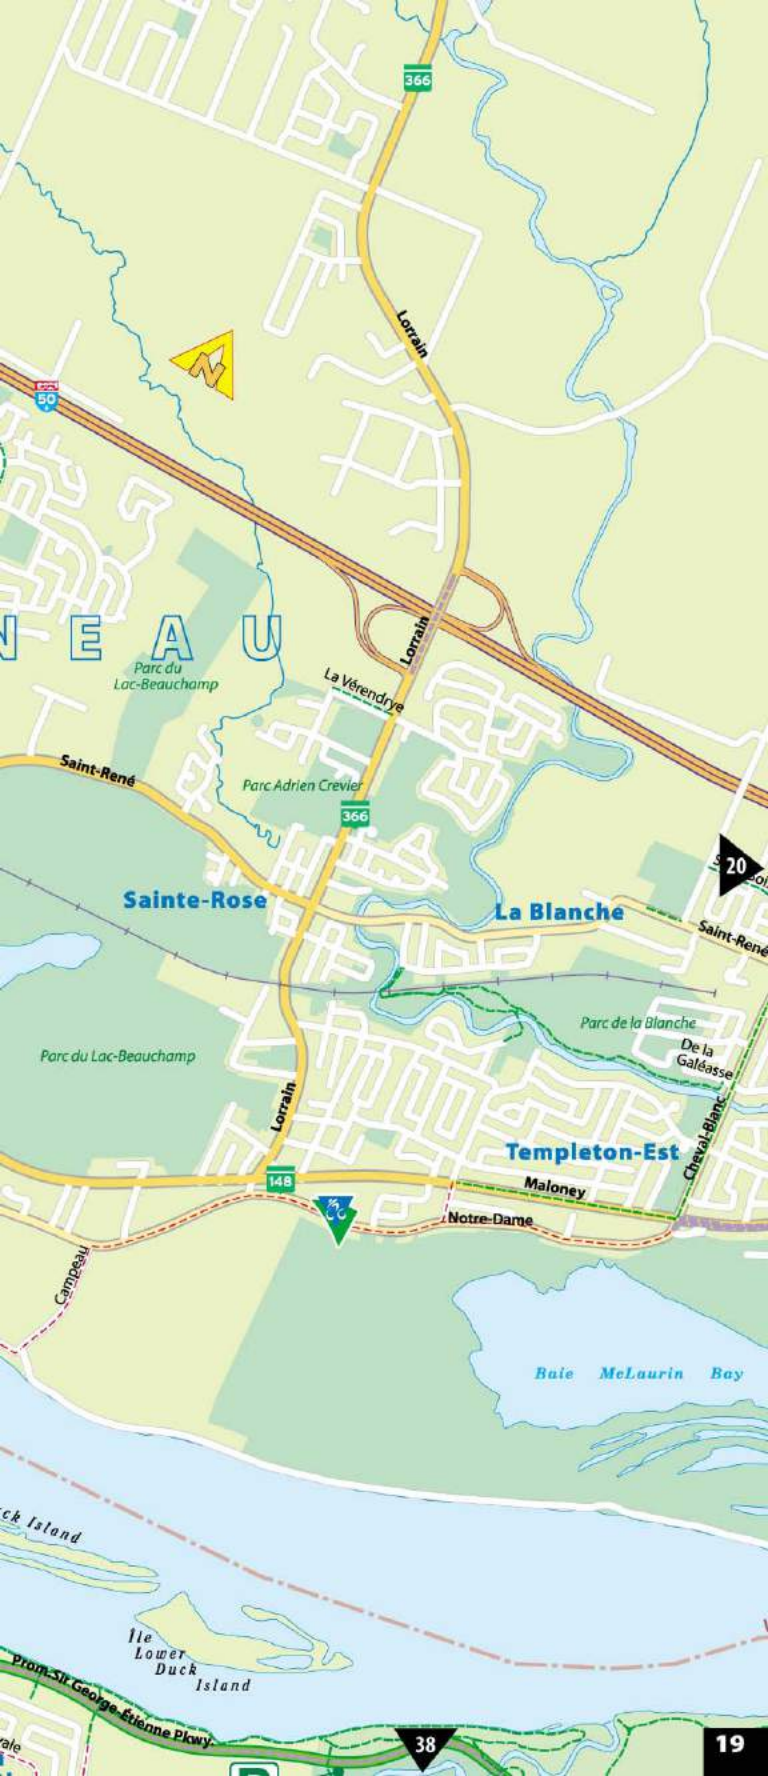 366
Lorrain
N
50
N E A U
Lorrain
Parc du
Lac-Beauchamp
La Vérendrye
Saint-René
Parc Adrien Crevier
366
20
Sainte-Rose
La Blanche
Saint-René
Parc de la Blanche
De la
Galéasse
Parc du Lac-Beauchamp
Lorrain
Cheval-Blanc
Templeton-Est
148
Maloney
Notre-Dame
Campeau
Baie McLaurin Bay
Island
Île
Lower
Duck
Island
Prom. Sir George-Étienne Pkwy.
38
19